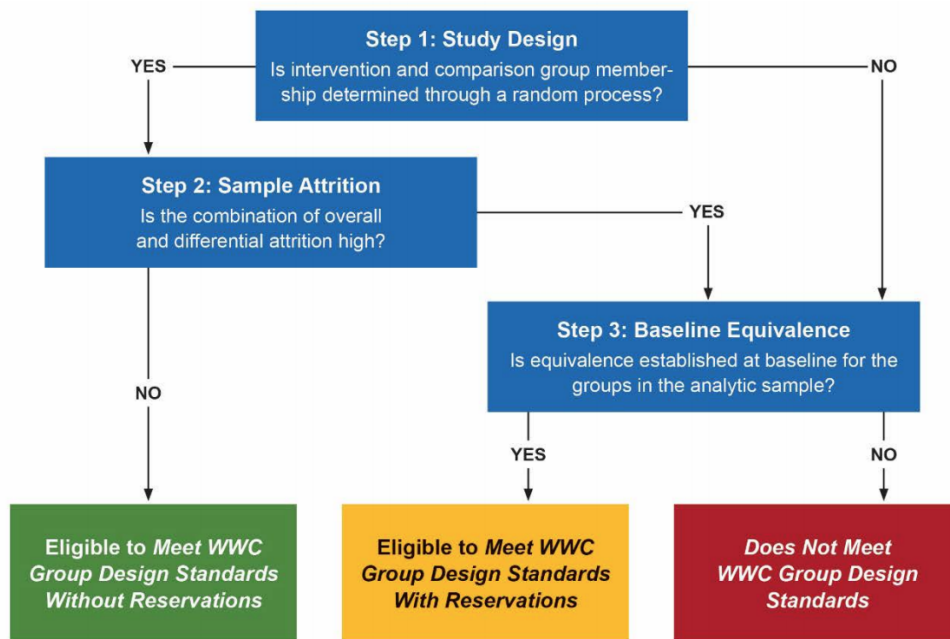 Step 1: Study Design
Is intervention and comparison group member-
ship determined through a random process?
YES
NO
Step 2: Sample Attrition
Is the combination of overall
and differential attrition high?
YES
Step 3: Baseline Equivalence
Is equivalence established at baseline for the
groups in the analytic sample?
NO
YES
NO
Eligible to Meet WWC
Group Design Standards
Without Reservations
Eligible to Meet WWC
Group Design Standards
With Reservations
Does Not Meet
WWC Group Design
Standards